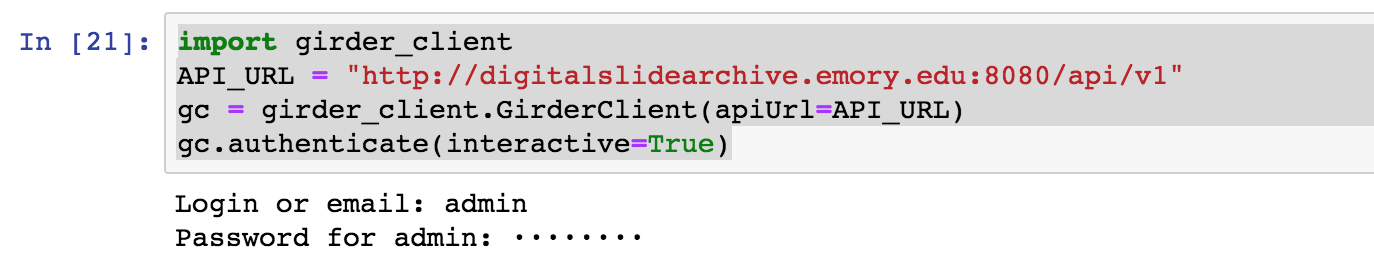 In [21]: import girder_client
API_URL = "http://digitalslidearchive.emory.edu:8080/api/v1"
gc = girder_client.GirderClient(apiUrl=API_URL)
gc.authenticate(interactive=True)
Login or email: admin
Password for admin: ········